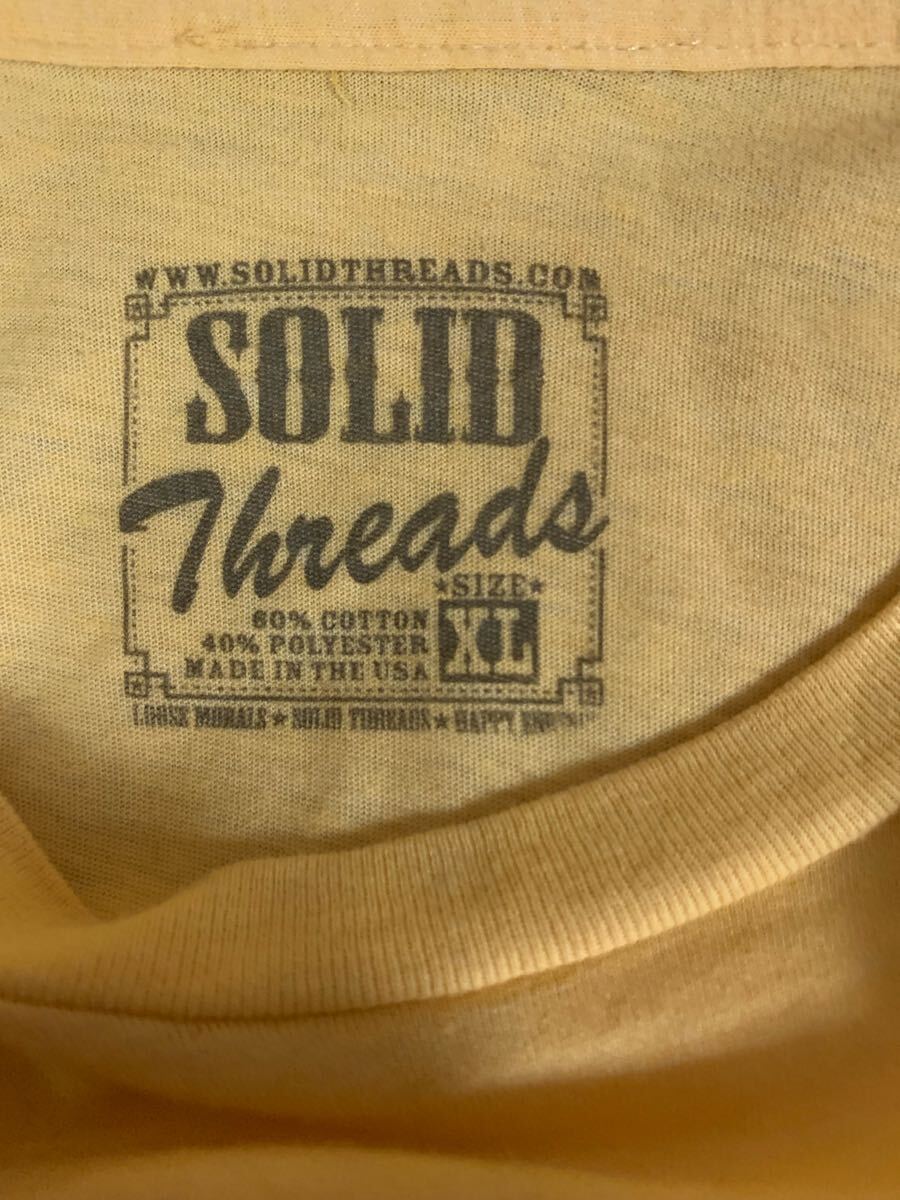 WWW.SOLIDTHREADS.COM
SOLID
Threads
★SIZE★
XL
60% COTTON
40% POLYESTER
MADE IN THE USA
LOOSE MORALS ★ SOLID THREADS ★ HAPPY